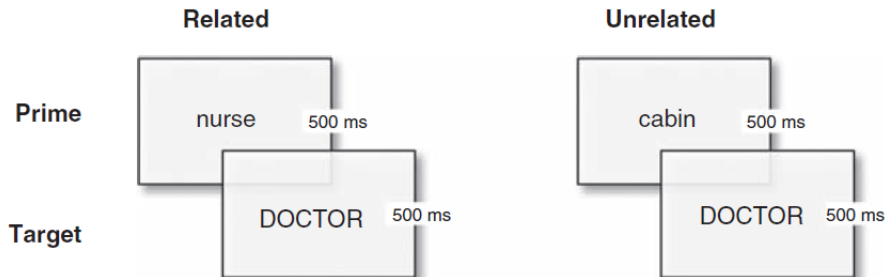 Related Unrelated
Prime nurse 500 ms cabin 500 ms
Target DOCTOR 500 ms DOCTOR 500 ms